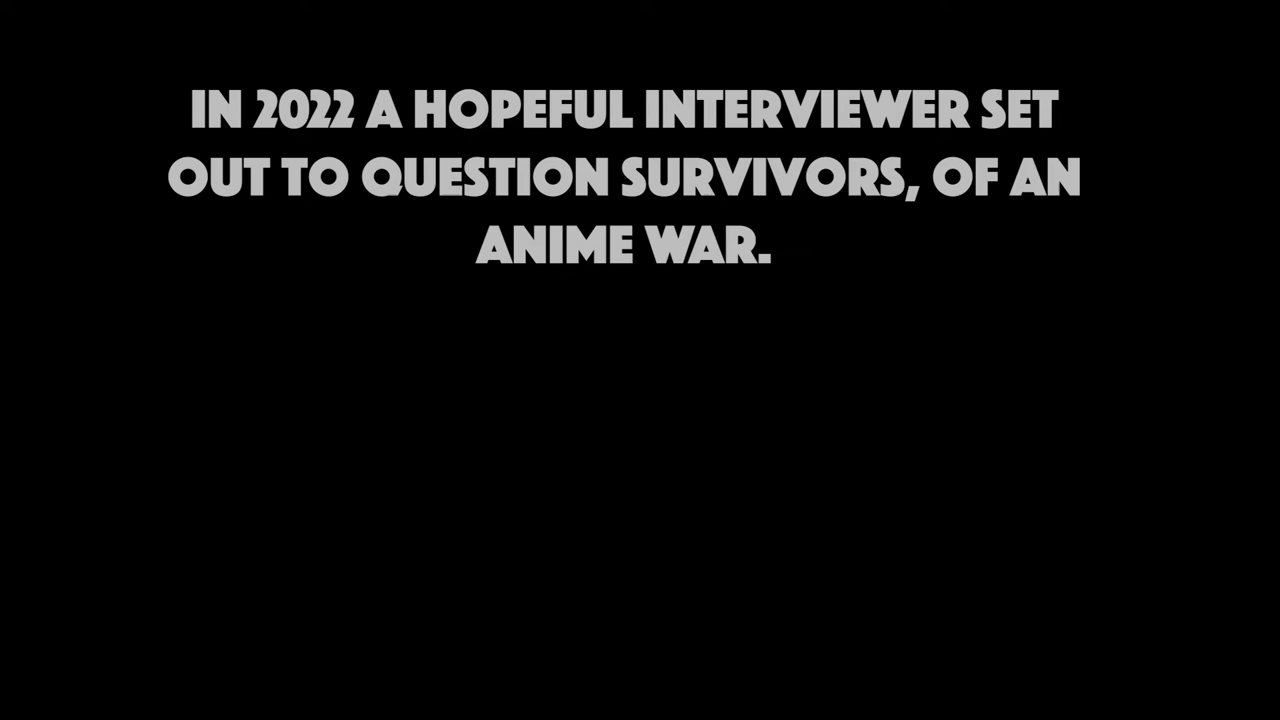 IN 2022 A HOPEFUL INTERVIEWER SET
OUT TO QUESTION SURVIVORS, OF AN
ANIME WAR.